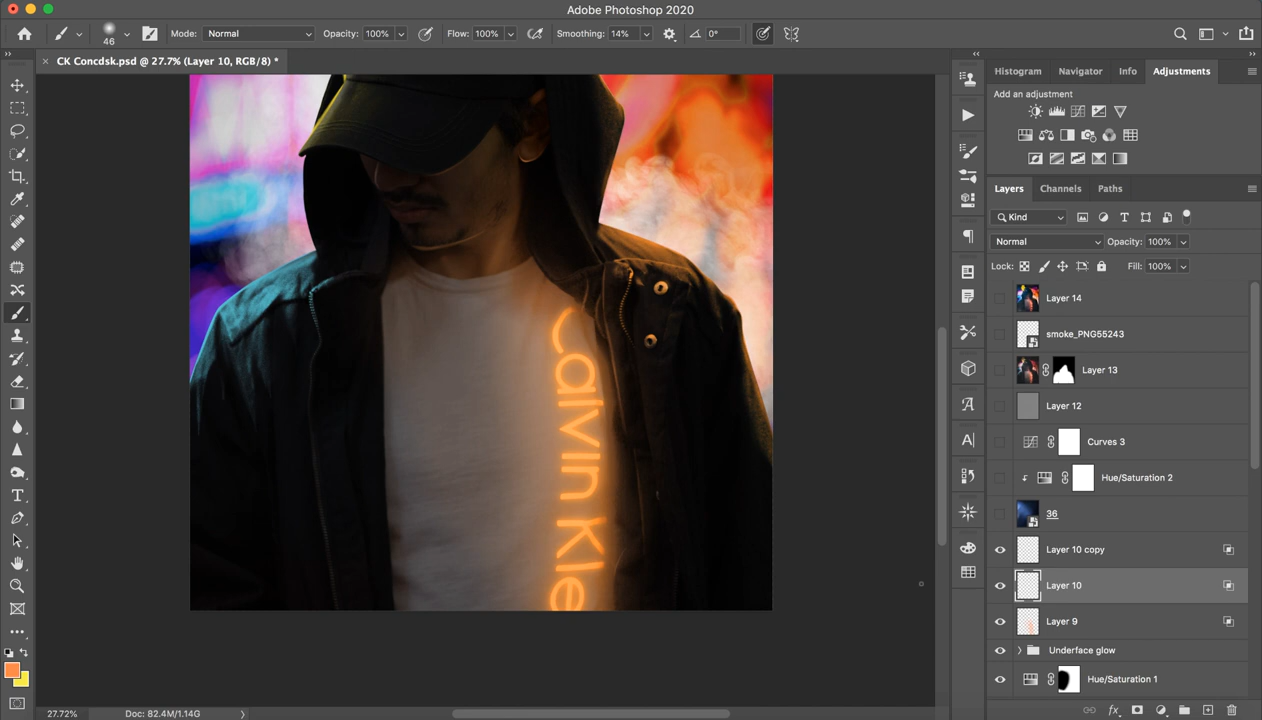 Adobe Photoshop 2020
46
Mode: Normal
Opacity: 100%
Flow: 100%
Smoothing: 14%
0°
CK Concdsk.psd @ 27.7% (Layer 10, RGB/8) *
Histogram
Navigator
Info
Adjustments
Add an adjustment
Layers
Channels
Paths
Kind
Normal
Opacity: 100%
Lock:
Fill: 100%
Layer 14
smoke_PNG55243
Layer 13
Layer 12
Curves 3
Hue/Saturation 2
36
Layer 10 copy
Layer 10
Layer 9
Underface glow
Hue/Saturation 1
Calvin Kle
27.72%
Doc: 82.4M/1.14G